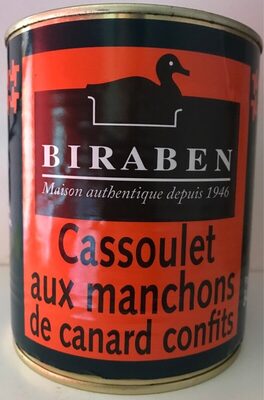 BIRABEN
Maison authentique depuis 1946
Cassoulet
aux manchons
de canard confits